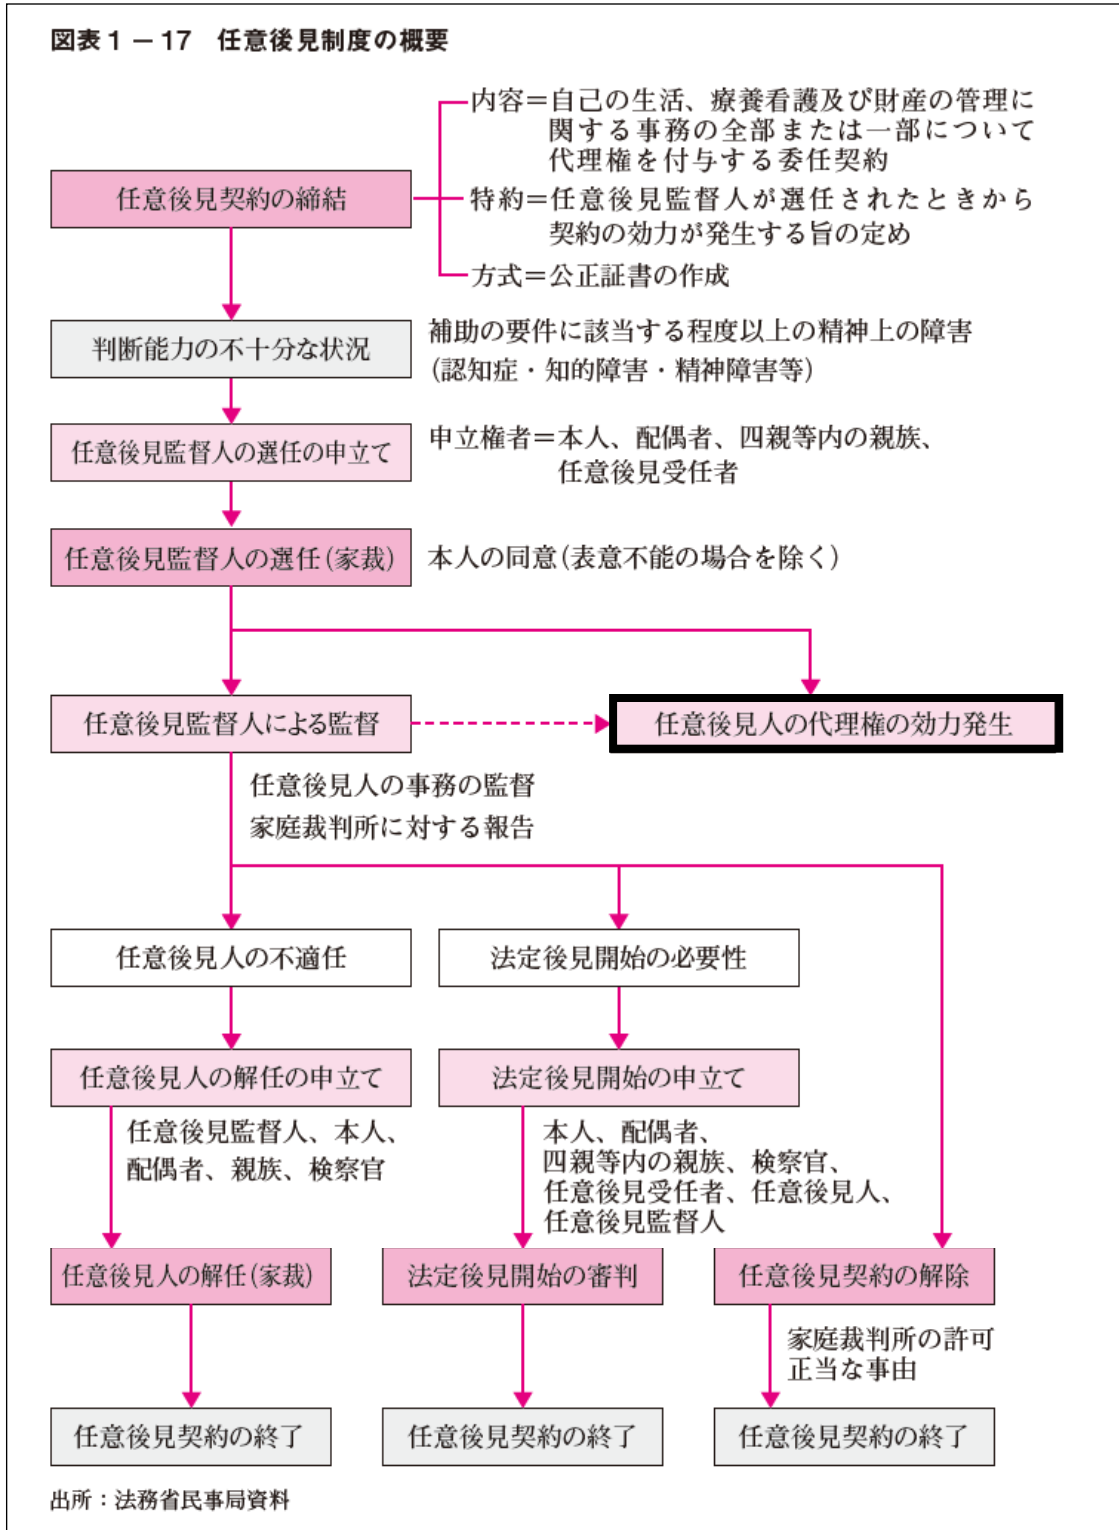 図表1－17　任意後見制度の概要
内容＝自己の生活、療養看護及び財産の管理に
関する事務の全部または一部について
代理権を付与する委任契約
任意後見契約の締結
特約＝任意後見監督人が選任されたときから
契約の効力が発生する旨の定め
方式＝公正証書の作成
判断能力の不十分な状況
補助の要件に該当する程度以上の精神上の障害
(認知症・知的障害・精神障害等)
任意後見監督人の選任の申立て
申立権者＝本人、配偶者、四親等内の親族、
任意後見受任者
任意後見監督人の選任(家裁)
本人の同意(表意不能の場合を除く)
任意後見監督人による監督
任意後見人の代理権の効力発生
任意後見人の事務の監督
家庭裁判所に対する報告
任意後見人の不適任
法定後見開始の必要性
任意後見人の解任の申立て
法定後見開始の申立て
任意後見監督人、本人、
配偶者、親族、検察官
本人、配偶者、
四親等内の親族、検察官、
任意後見受任者、任意後見人、
任意後見監督人
任意後見人の解任(家裁)
法定後見開始の審判
任意後見契約の解除
家庭裁判所の許可
正当な事由
任意後見契約の終了
任意後見契約の終了
任意後見契約の終了
出所：法務省民事局資料